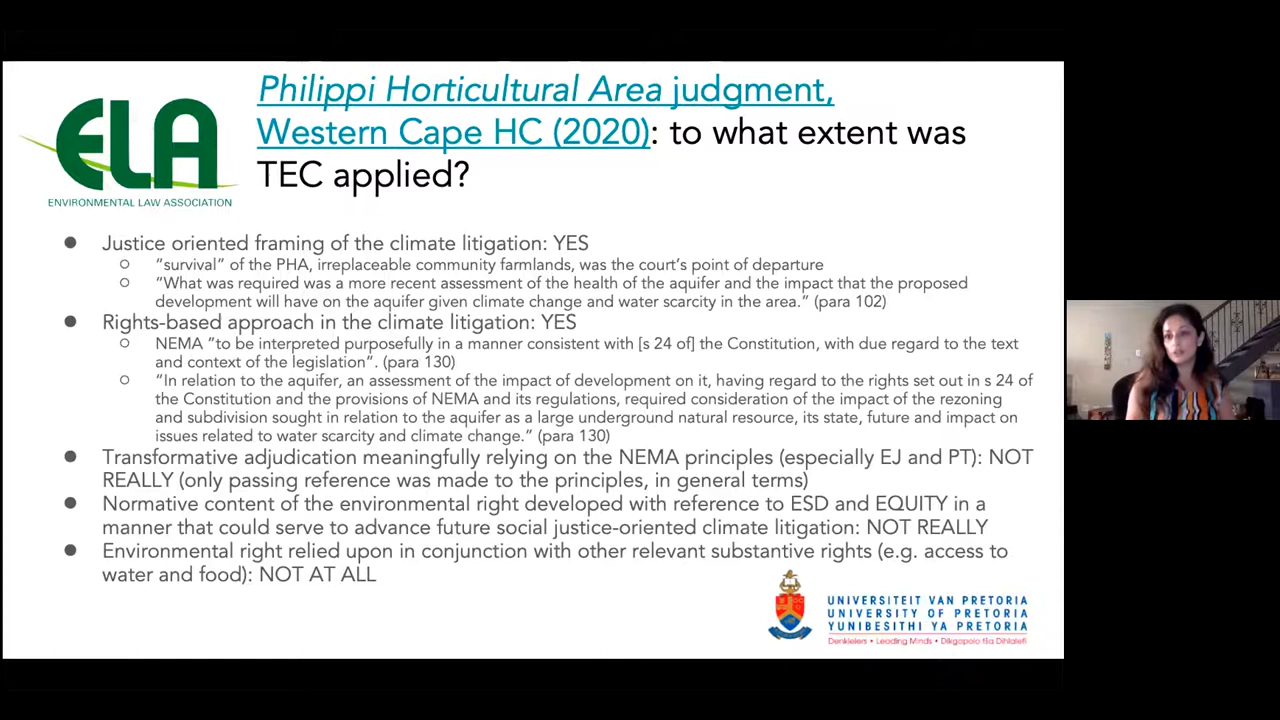 ELA
ENVIRONMENTAL LAW ASSOCIATION
Philippi Horticultural Area judgment,
Western Cape HC (2020): to what extent was
TEC applied?
● Justice oriented framing of the climate litigation: YES
○ “survival” of the PHA, irreplaceable community farmlands, was the court’s point of departure
○ “What was required was a more recent assessment of the health of the aquifer and the impact that the proposed
development will have on the aquifer given climate change and water scarcity in the area.” (para 102)
● Rights-based approach in the climate litigation: YES
○ NEMA “to be interpreted purposefully in a manner consistent with [s 24 of] the Constitution, with due regard to the text
and context of the legislation”. (para 130)
○ “In relation to the aquifer, an assessment of the impact of development on it, having regard to the rights set out in s 24 of
the Constitution and the provisions of NEMA and its regulations, required consideration of the impact of the rezoning
and subdivision sought in relation to the aquifer as a large underground natural resource, its state, future and impact on
issues related to water scarcity and climate change.” (para 130)
● Transformative adjudication meaningfully relying on the NEMA principles (especially EJ and PT): NOT
REALLY (only passing reference was made to the principles, in general terms)
● Normative content of the environmental right developed with reference to ESD and EQUITY in a
manner that could serve to advance future social justice-oriented climate litigation: NOT REALLY
● Environmental right relied upon in conjunction with other relevant substantive rights (e.g. access to
water and food): NOT AT ALL
UNIVERSITEIT VAN PRETORIA
UNIVERSITY OF PRETORIA
YUNIBESITHI YA PRETORIA
Denkleiers • Leading Minds • Dikgopolo tša Dihlalefi